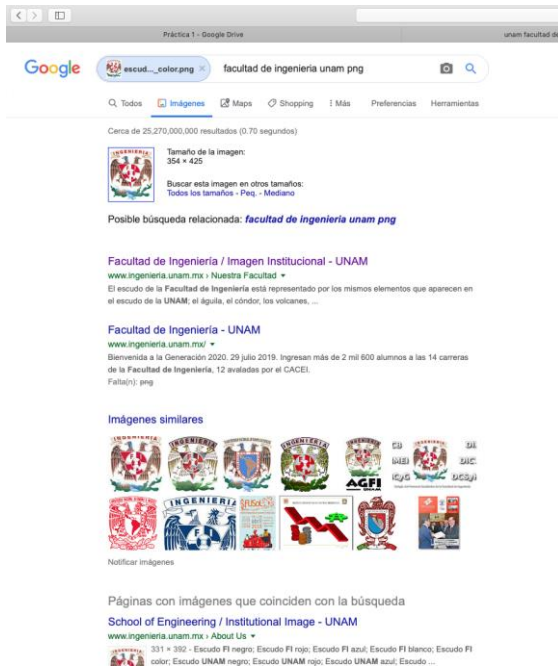 Práctica 1 - Google Drive
unam facultad de
Google
escud..._color.png ×
facultad de ingenieria unam png
Todos
Imágenes
Maps
Shopping
Más
Preferencias
Herramientas
Cerca de 25,270,000,000 resultados (0.70 segundos)
INGENIERIA
Tamaño de la imagen:
354 × 425
Buscar esta imagen en otros tamaños:
Todos los tamaños - Peq. - Mediano
Posible búsqueda relacionada: facultad de ingenieria unam png
Facultad de Ingeniería / Imagen Institucional - UNAM
www.ingenieria.unam.mx › Nuestra Facultad
El escudo de la Facultad de Ingeniería está representado por los mismos elementos que aparecen en
el escudo de la UNAM; el águila, el cóndor, los volcanes, ...
Facultad de Ingeniería - UNAM
www.ingenieria.unam.mx/
Bienvenida a la Generación 2020. 29 julio 2019. Ingresan más de 2 mil 600 alumnos a las 14 carreras
de la Facultad de Ingeniería, 12 avaladas por el CACEI.
Falta(n): png
Imágenes similares
INGENIERIA
INGENIERIA
INGENIERIA
AGFI
UNAM
INGENIERIA
Notificar imágenes
Páginas con imágenes que coinciden con la búsqueda
School of Engineering / Institutional Image - UNAM
www.ingenieria.unam.mx › About Us
331 × 392 - Escudo FI negro; Escudo FI rojo; Escudo FI azul; Escudo FI blanco; Escudo FI
color; Escudo UNAM negro; Escudo UNAM rojo; Escudo UNAM azul; Escudo ...